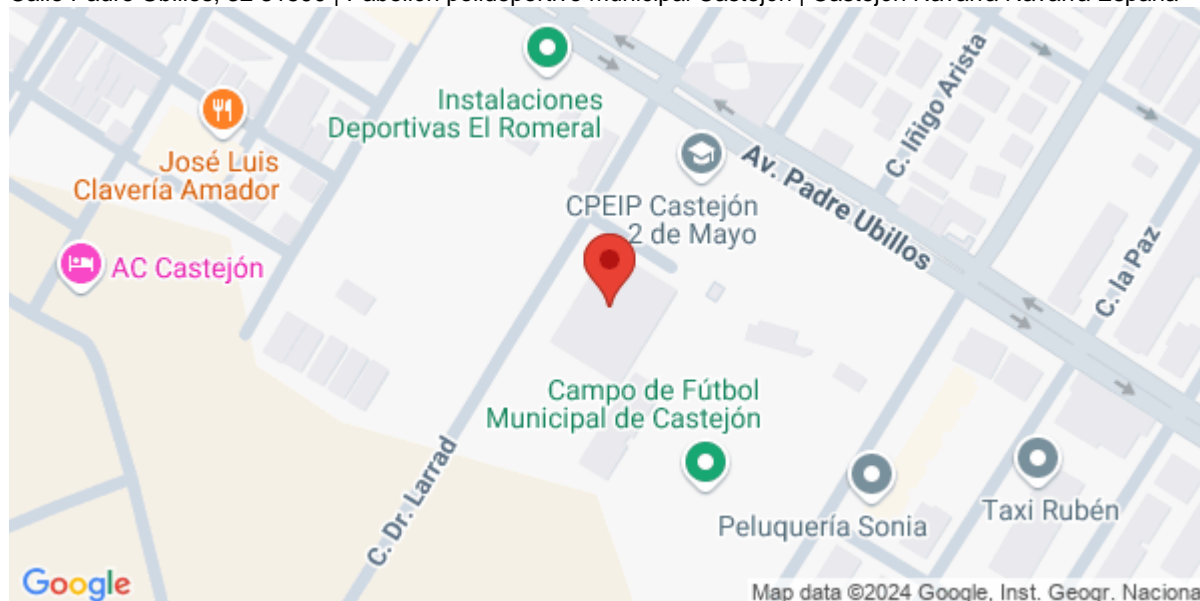 Instalaciones
Deportivas El Romeral
José Luis
Clavería Amador
AC Castejón
CPEIP Castejón
2 de Mayo
Av. Padre Ubillos
C. Iñigo Arista
C. la Paz
Campo de Fútbol
Municipal de Castejón
C. Dr. Larrad
Peluquería Sonia
Taxi Rubén
Google
Map data ©2024 Google, Inst. Geogr. Naciona